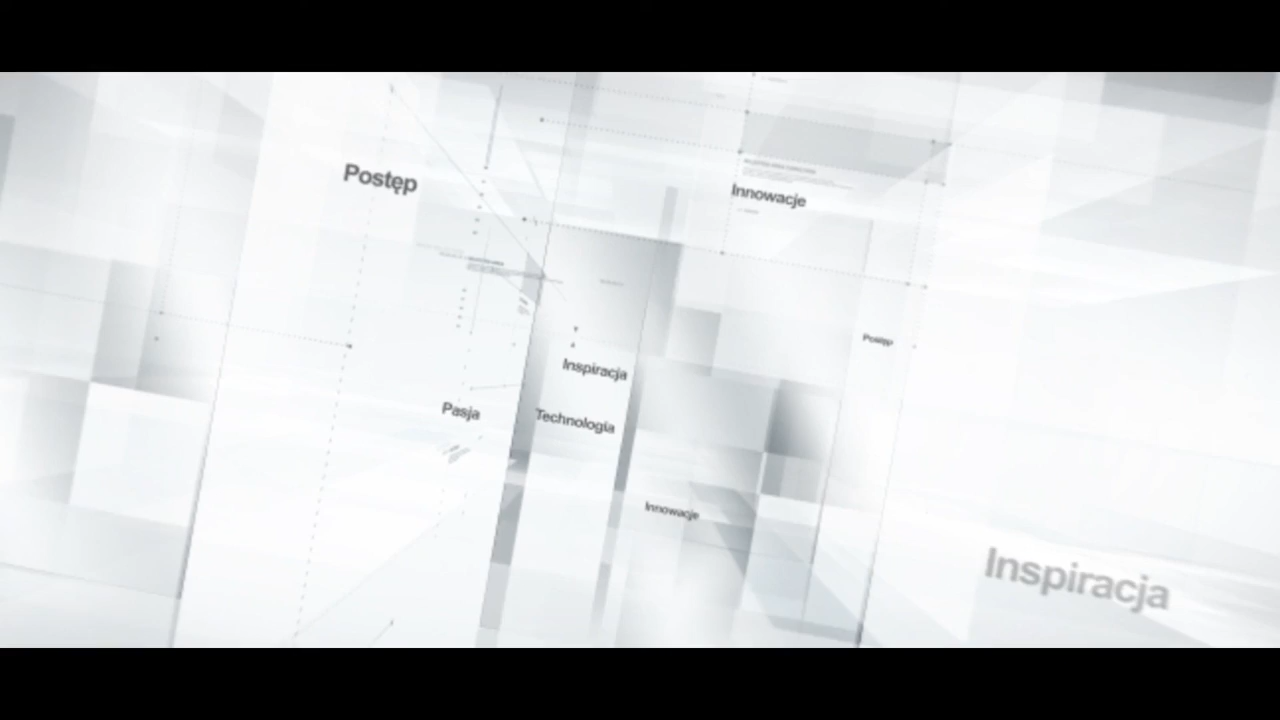 Postęp
Innowacje
Postęp
Inspiracja
Pasja
Technologia
Innowacje
Inspiracja